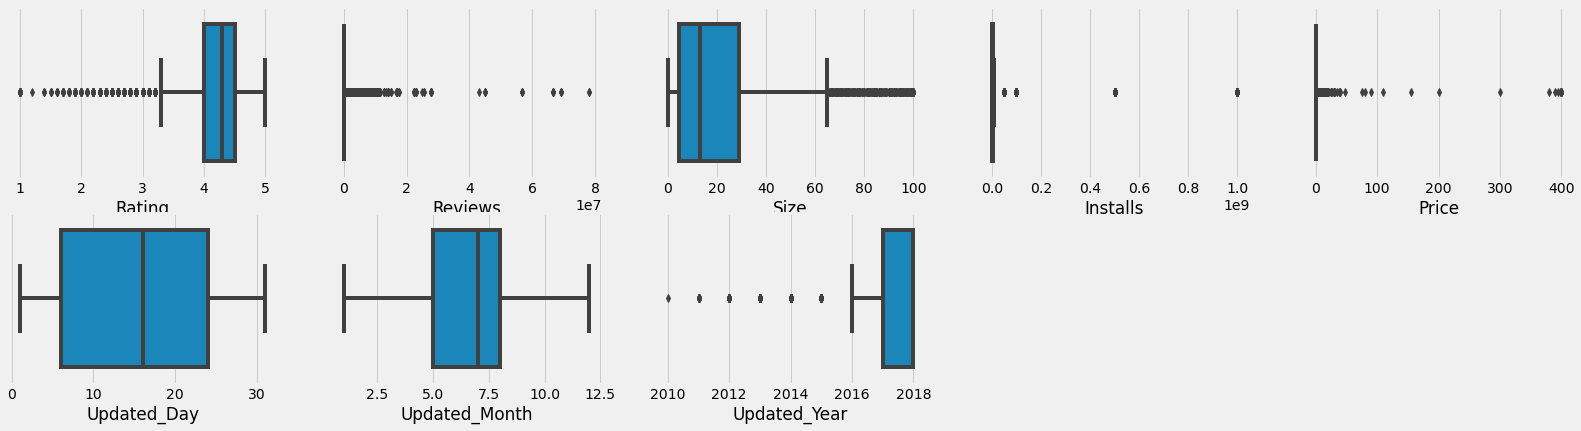 1 2 3 4 5
0 2 4 6 8
0 20 40 60 80 100
0.0 0.2 0.4 0.6 0.8 1.0
0 100 200 300 400
1e7
1e9
Rating
Reviews
Size
Installs
Price
0 10 20 30
2.5 5.0 7.5 10.0 12.5
2010 2012 2014 2016 2018
Updated_Day
Updated_Month
Updated_Year